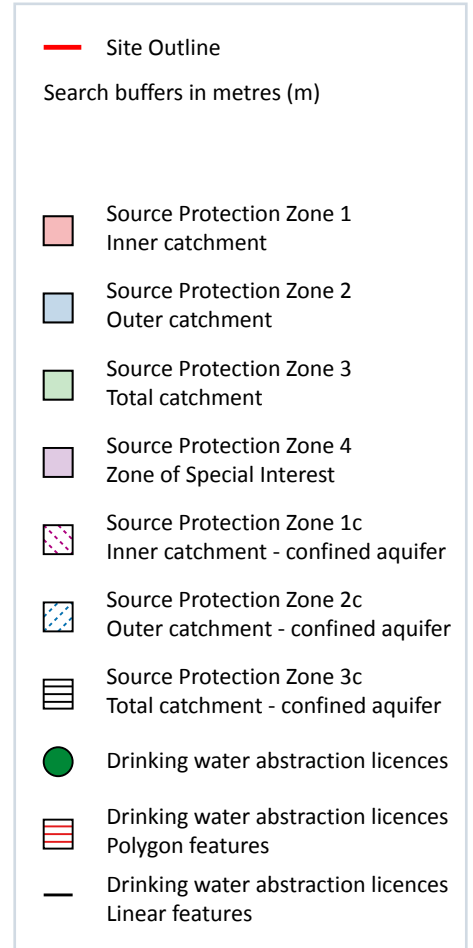 Site Outline
Search buffers in metres (m)
Source Protection Zone 1
Inner catchment
Source Protection Zone 2
Outer catchment
Source Protection Zone 3
Total catchment
Source Protection Zone 4
Zone of Special Interest
Source Protection Zone 1c
Inner catchment - confined aquifer
Source Protection Zone 2c
Outer catchment - confined aquifer
Source Protection Zone 3c
Total catchment - confined aquifer
Drinking water abstraction licences
Drinking water abstraction licences
Polygon features
Drinking water abstraction licences
Linear features